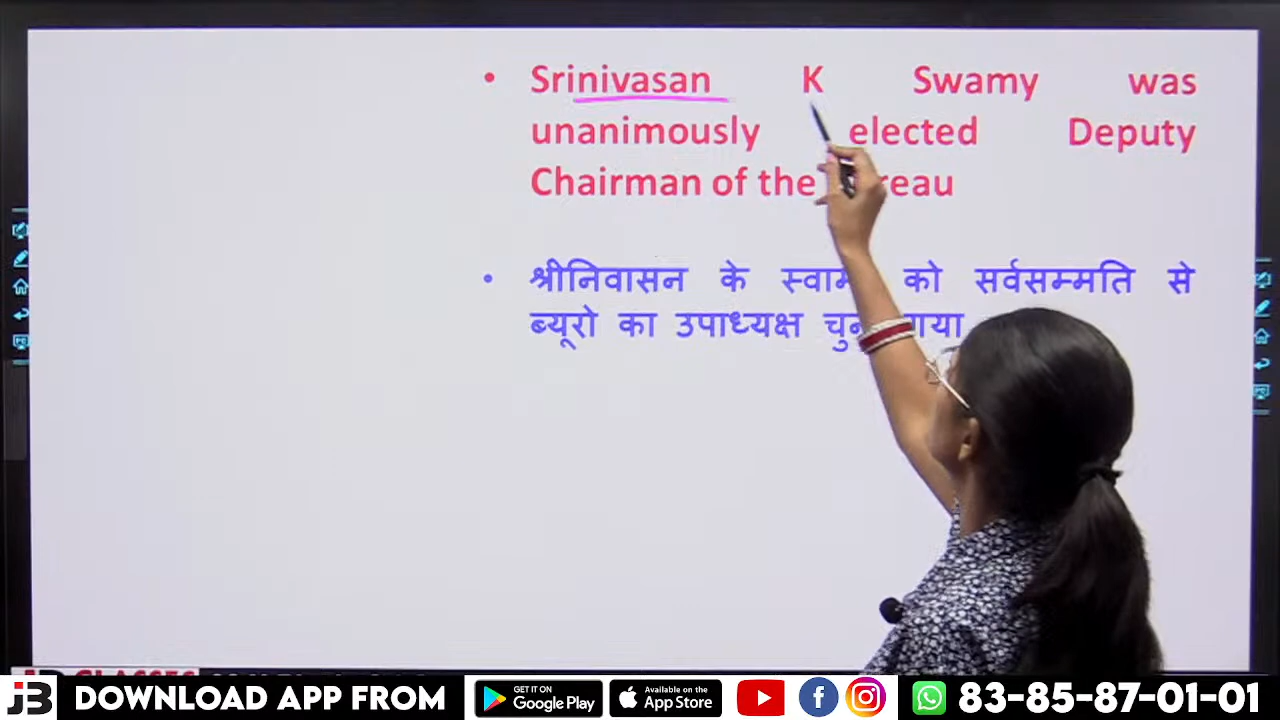 • Srinivasan K Swamy was
unanimously elected Deputy
Chairman of the
• श्रीनिवासन के को सर्वसम्मति से
ब्यूरो का उपाध्यक्ष
JB DOWNLOAD APP FROM GET IT ON Google Play Available on the App Store 83-85-87-01-01